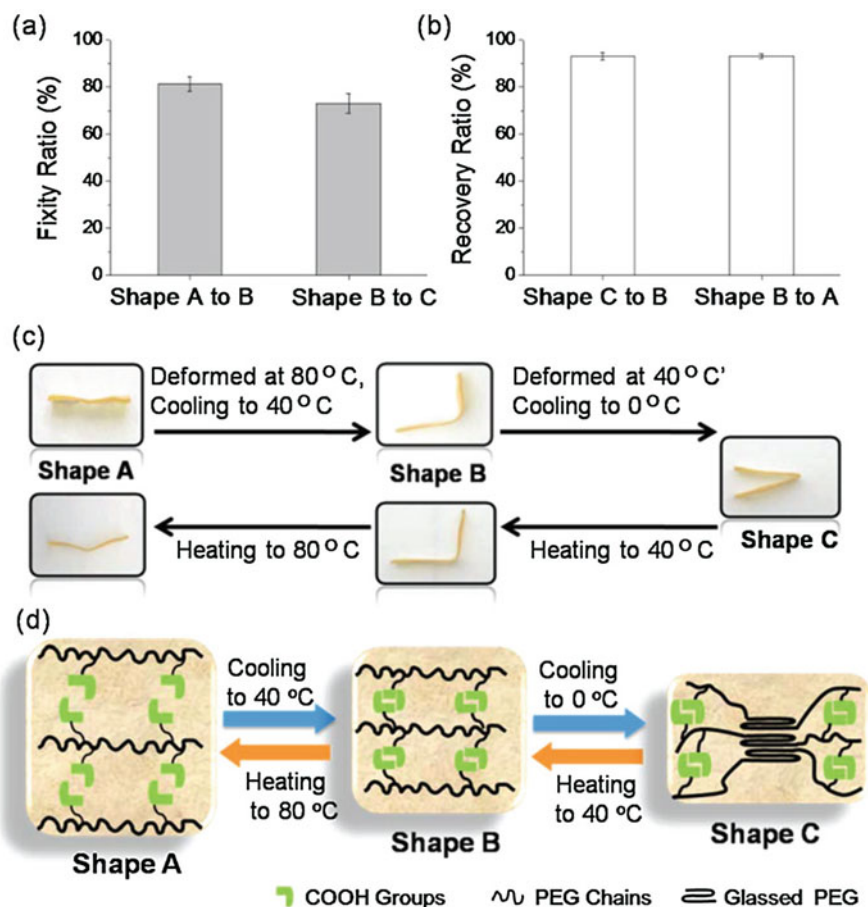 (a)
Fixity Ratio (%)
100
80
60
40
20
0
Shape A to B
Shape B to C
(b)
Recovery Ratio (%)
100
80
60
40
20
0
Shape C to B
Shape B to A
(c)
Deformed at 80 °C,
Cooling to 40 °C
Deformed at 40 °C'
Cooling to 0 °C
Shape A
Shape B
Shape C
Heating to 80 °C
Heating to 40 °C
(d)
Cooling
to 40 ºC
Heating
to 80 ºC
Cooling
to 0 ºC
Heating
to 40 ºC
Shape A
Shape B
Shape C
COOH Groups
PEG Chains
Glassed PEG